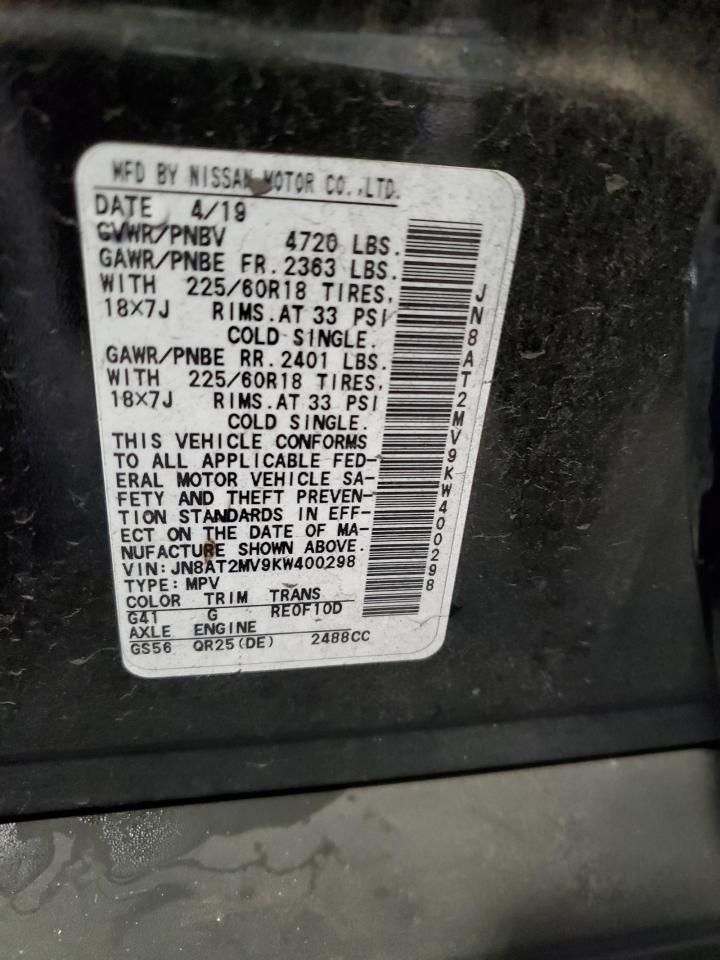 MFD BY NISSAN MOTOR CO.,LTD.
DATE 4/19
GVWR/PNBV 4720 LBS.
GAWR/PNBE FR. 2363 LBS.
WITH 225/60R18 TIRES,
18X7J RIMS.AT 33 PSI
COLD SINGLE.
GAWR/PNBE RR. 2401 LBS.
WITH 225/60R18 TIRES,
18X7J RIMS.AT 33 PSI
COLD SINGLE.
THIS VEHICLE CONFORMS
TO ALL APPLICABLE FED-
ERAL MOTOR VEHICLE SA-
FETY AND THEFT PREVEN-
TION STANDARDS IN EFF-
ECT ON THE DATE OF MA-
NUFACTURE SHOWN ABOVE.
VIN:JN8AT2MV9KW400298
TYPE:MPV
COLOR TRIM TRANS
G41 G RE0F10D
AXLE ENGINE
GS56 QR25(DE) 2488CC
JN8AT2MV9KW400298